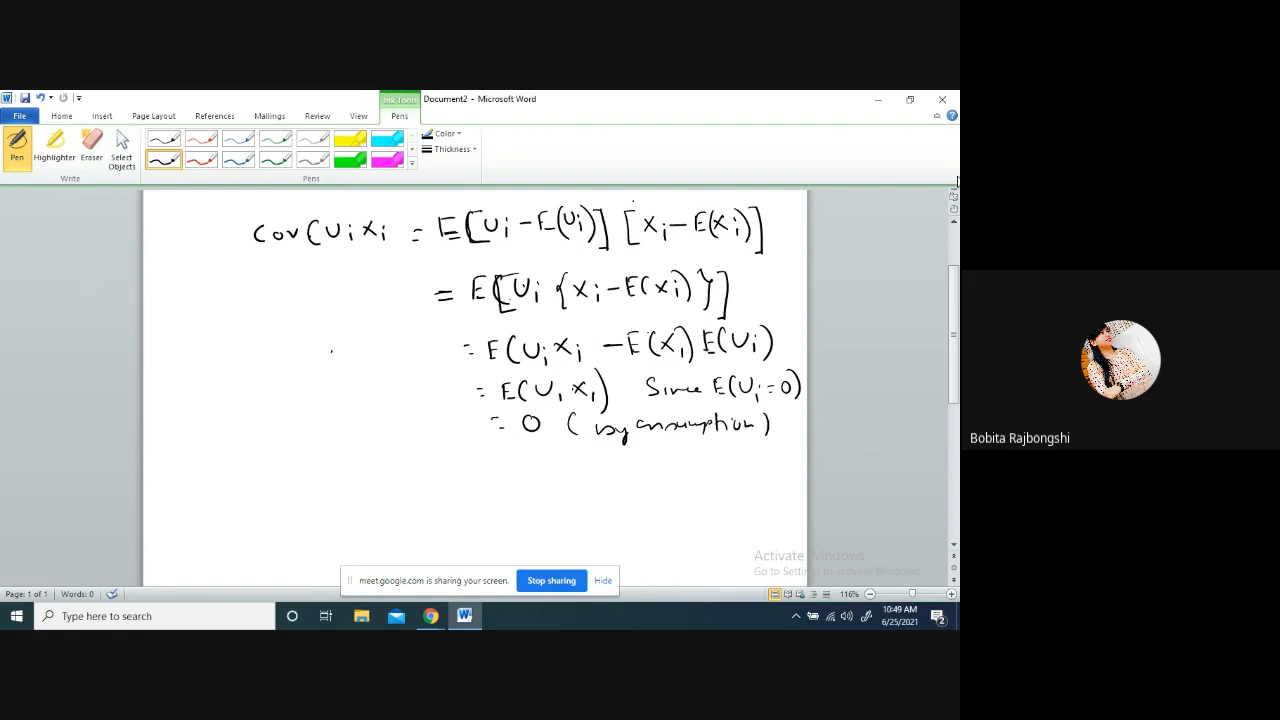 Ink Tools
Document2 - Microsoft Word
File Home Insert Page Layout References Mailings Review View Pens
Pen Highlighter Eraser Select Objects
Color
Thickness
Write
Pens
cov(Ui Xi = E[Ui - E(Ui)] [Xi - E(Xi)]
= E[Ui {Xi - E(Xi)}]
= E(Ui Xi - E(Xi) E(Ui)
= E(Ui Xi) Since E(Ui = 0)
= 0 (by assumption)
Bobita Rajbongshi
Activate Windows
Go to Settings to activate Windows.
meet.google.com is sharing your screen. Stop sharing Hide
Page: 1 of 1 Words: 0 116%
Type here to search
10:49 AM
6/25/2021
2